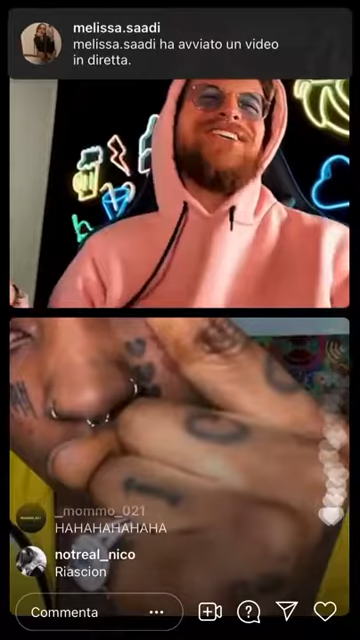 melissa.saadi
melissa.saadi ha avviato un video
in diretta.
_mommo_021
HAHAHAHAHAHA
notreal_nico
Riascion
Commenta